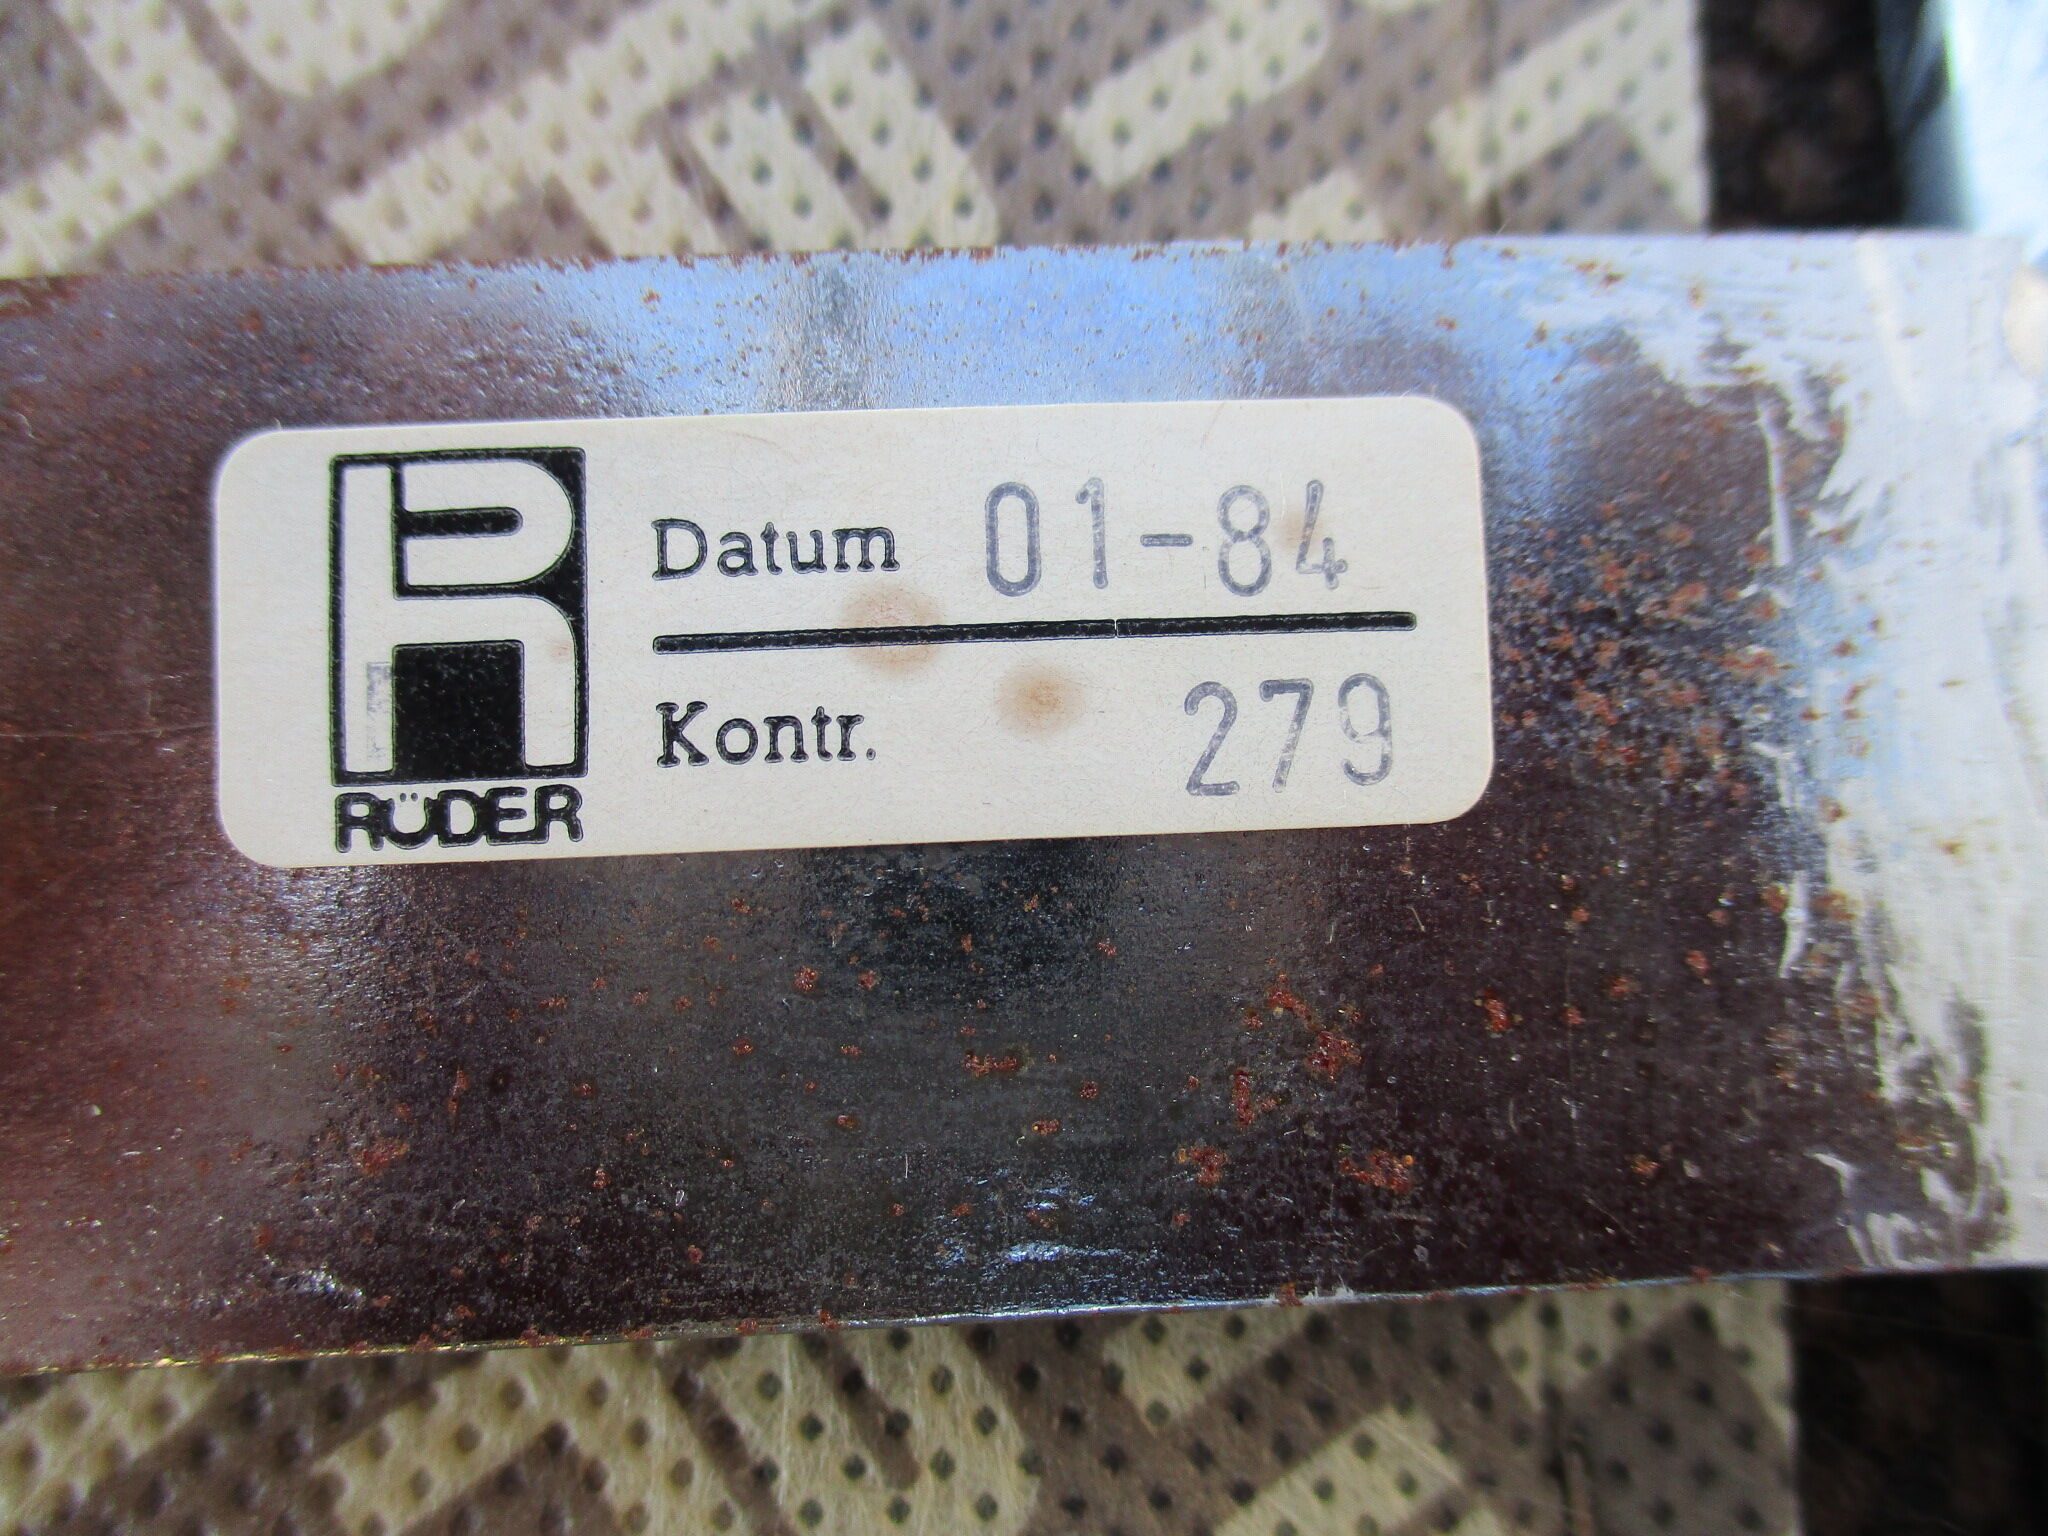 Datum 01-84
Kontr. 279
RÜDER